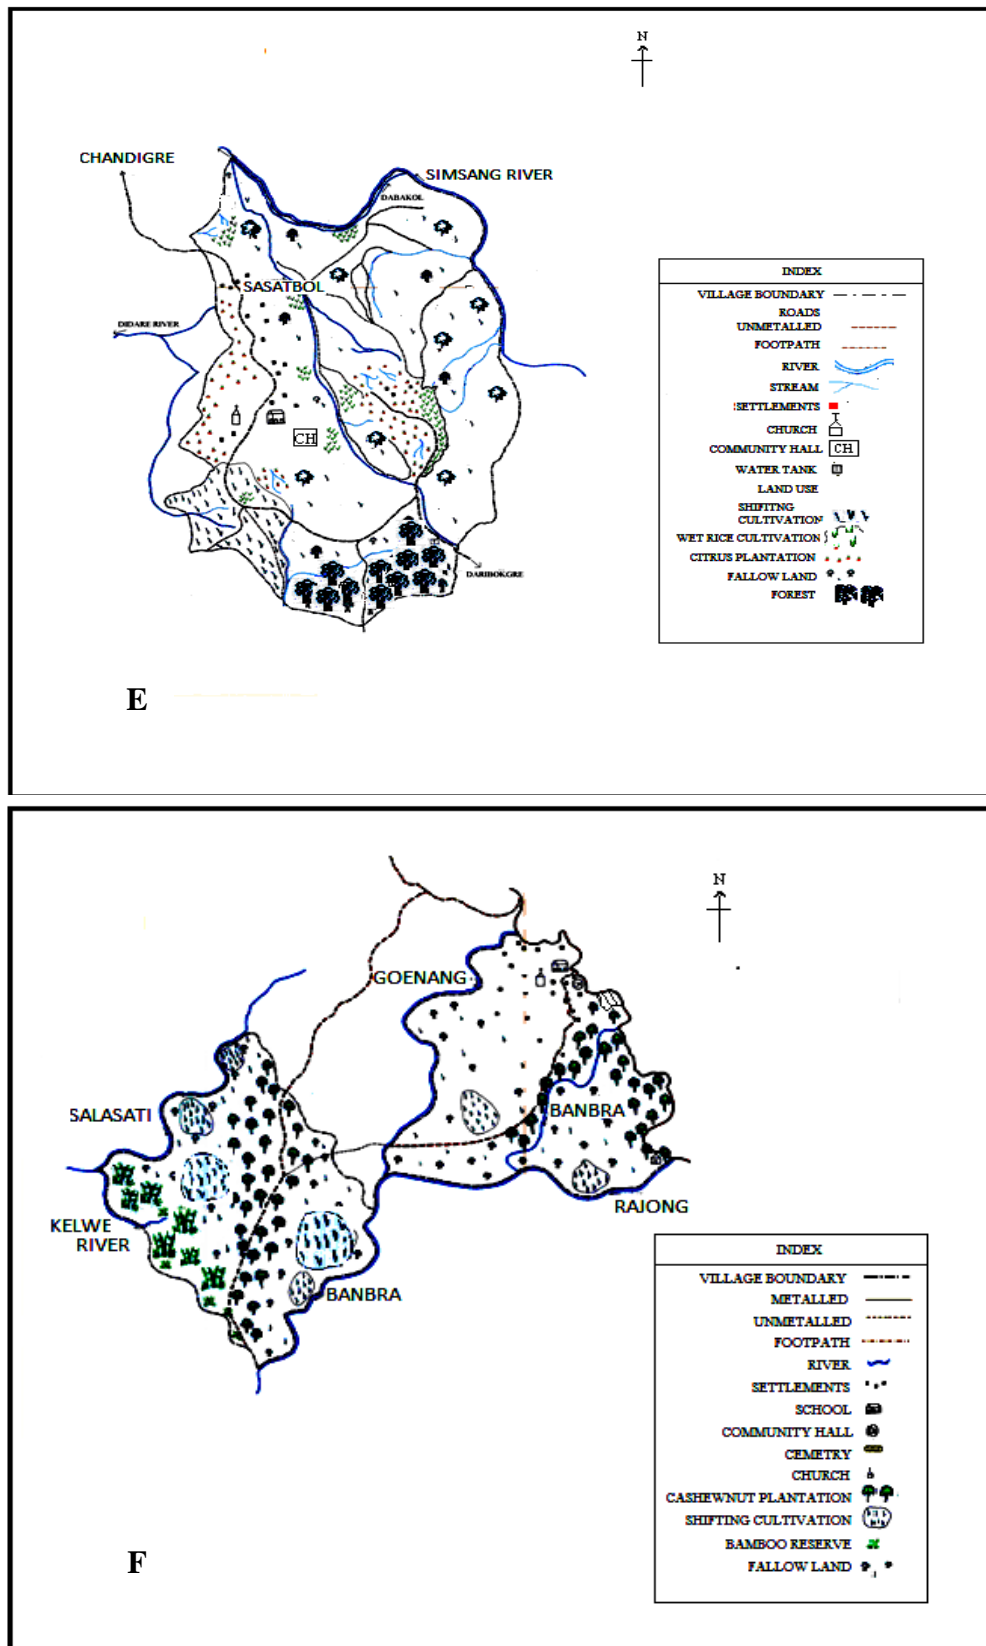 N
CHANDIGRE
SIMSANG RIVER
DABAKOL
SASATBOL
DIDARE RIVER
CH
DARIBOKGRE
INDEX
VILLAGE BOUNDARY
ROADS
UNMETALLED
FOOTPATH
RIVER
STREAM
SETTLEMENTS
CHURCH
COMMUNITY HALL CH
WATER TANK
LAND USE
SHIFITNG
CULTIVATION
WET RICE CULTIVATION
CITRUS PLANTATION
FALLOW LAND
FOREST
E
N
GOENANG
SALASATI
BANBRA
KELWE
RIVER
RAJONG
BANBRA
INDEX
VILLAGE BOUNDARY
METALLED
UNMETALLED
FOOTPATH
RIVER
SETTLEMENTS
SCHOOL
COMMUNITY HALL
CEMETRY
CHURCH
CASHEWNUT PLANTATION
SHIFTING CULTIVATION
BAMBOO RESERVE
FALLOW LAND
F